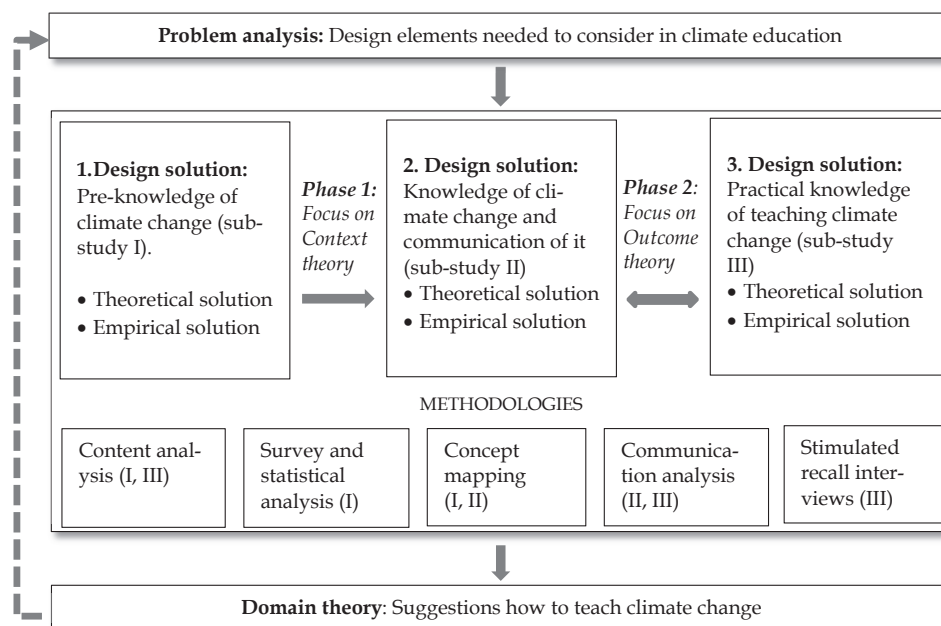 Problem analysis: Design elements needed to consider in climate education
1.Design solution:
Pre-knowledge of
climate change (sub-
study I).
• Theoretical solution
• Empirical solution
Phase 1:
Focus on
Context
theory
2. Design solution:
Knowledge of cli-
mate change and
communication of it
(sub-study II)
• Theoretical solution
• Empirical solution
Phase 2:
Focus on
Outcome
theory
3. Design solution:
Practical knowledge
of teaching climate
change (sub-study
III)
• Theoretical solution
• Empirical solution
METHODOLOGIES
Content anal-
ysis (I, III)
Survey and
statistical
analysis (I)
Concept
mapping
(I, II)
Communica-
tion analysis
(II, III)
Stimulated
recall inter-
views (III)
Domain theory: Suggestions how to teach climate change